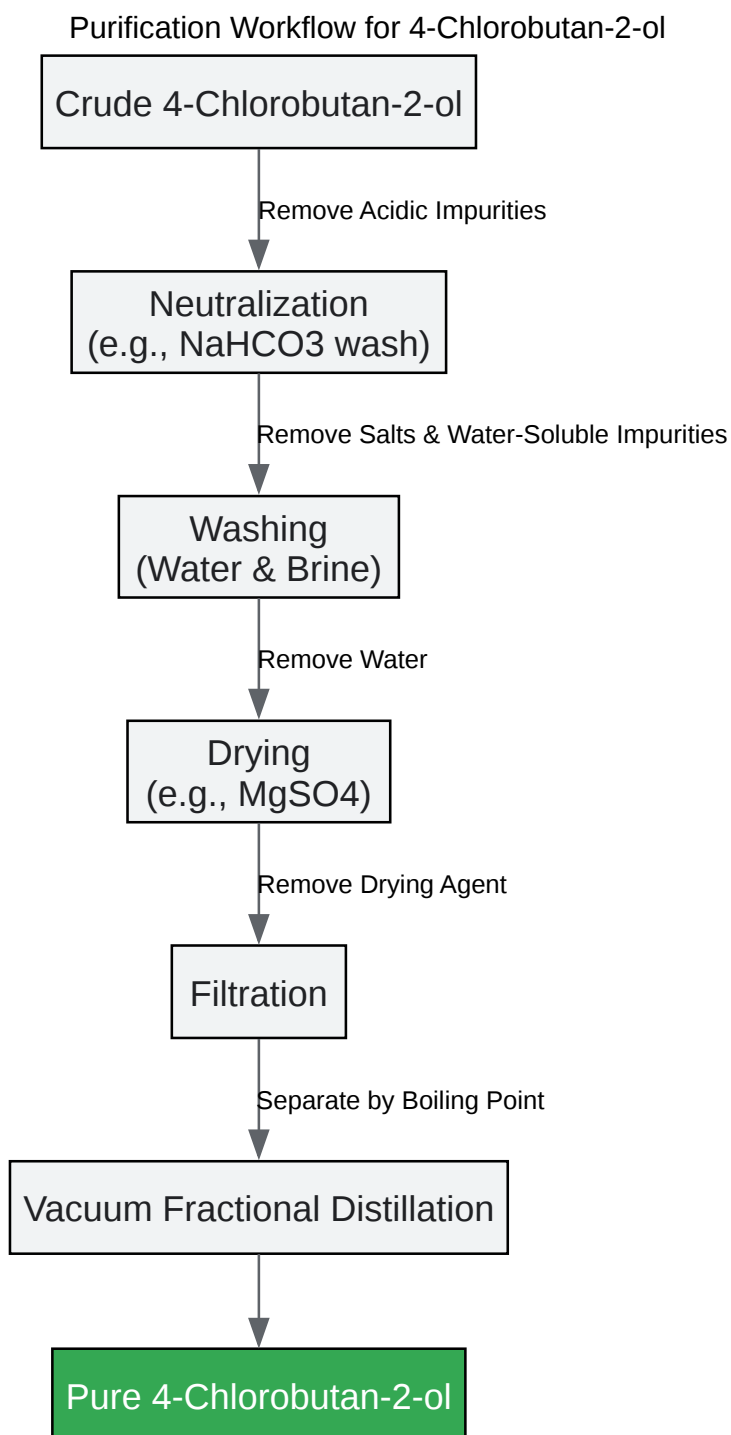 Purification Workflow for 4-Chlorobutan-2-ol
Crude 4-Chlorobutan-2-ol
Remove Acidic Impurities
Neutralization
(e.g., NaHCO3 wash)
Remove Salts & Water-Soluble Impurities
Washing
(Water & Brine)
Remove Water
Drying
(e.g., MgSO4)
Remove Drying Agent
Filtration
Separate by Boiling Point
Vacuum Fractional Distillation
Pure 4-Chlorobutan-2-ol